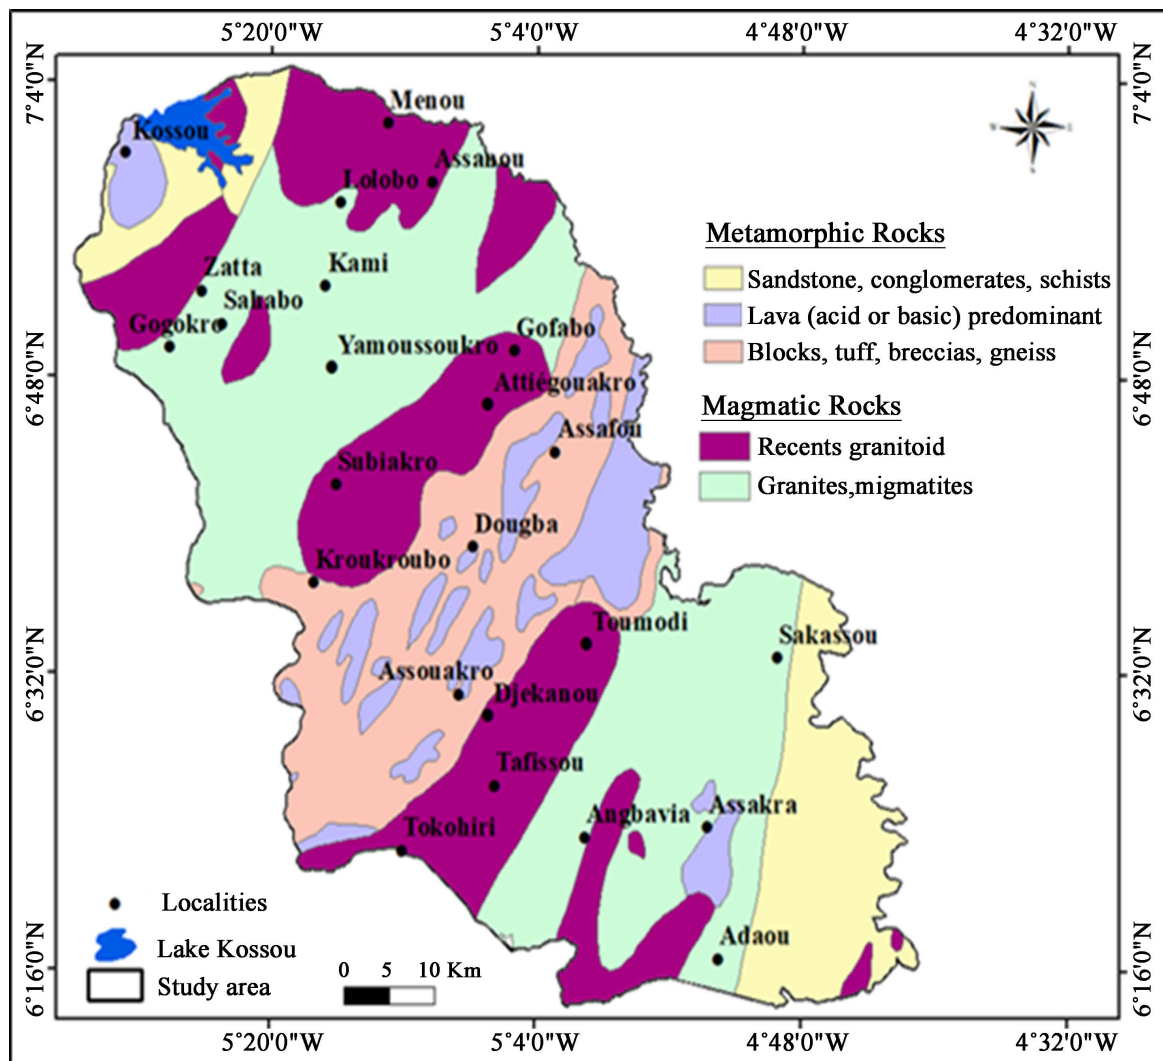 5°20'0"W 5°4'0"W 4°48'0"W 4°32'0"W
7°4'0"N
7°4'0"N
Menou
Kossou
Assanou
Lolobo
Metamorphic Rocks
Kami
Zatta
Sandstone, conglomerates, schists
Sahabo
Lava (acid or basic) predominant
Gogokro
Gofabo
Yamoussoukro
Blocks, tuff, breccias, gneiss
6°48'0"N
6°48'0"N
Attiégouakro
Magmatic Rocks
Assafou
Recents granitoid
Subiakro
Granites,migmatites
Dougba
Kroukroubo
Toumodi
Sakassou
6°32'0"N
6°32'0"N
Assouakro
Djekanou
Tafissou
Angbavia
Assakra
Tokohiri
Localities
Adaou
Lake Kossou
6°16'0"N
6°16'0"N
0 5 10 Km
Study area
5°20'0"W 5°4'0"W 4°48'0"W 4°32'0"W